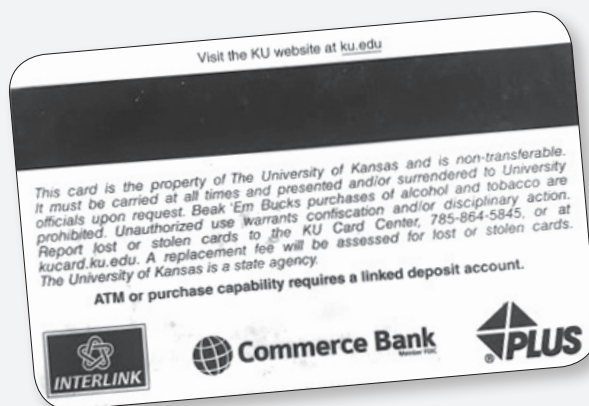 Visit the KU website at ku.edu
This card is the property of The University of Kansas and is non-transferable.
It must be carried at all times and presented and/or surrendered to University
officials upon request. Beak 'Em Bucks purchases of alcohol and tobacco are
prohibited. Unauthorized use warrants confiscation and/or disciplinary action.
Report lost or stolen cards to the KU Card Center, 785-864-5845, or at
kucard.ku.edu. A replacement fee will be assessed for lost or stolen cards.
The University of Kansas is a state agency.
ATM or purchase capability requires a linked deposit account.
INTERLINK
Commerce Bank
Member FDIC
PLUS
®